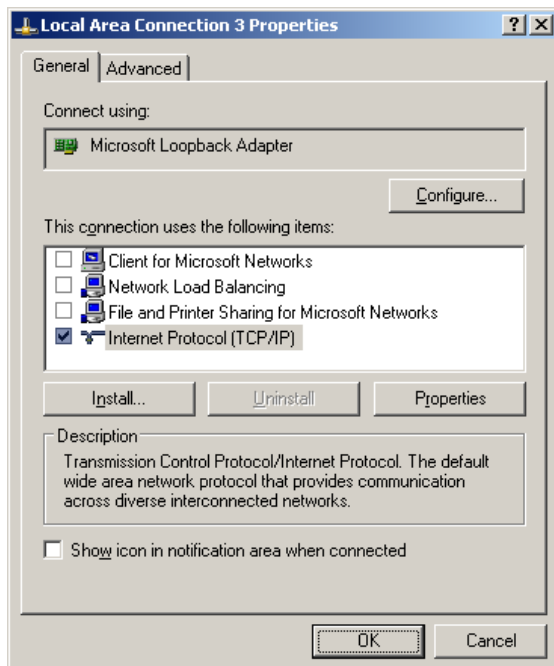 Local Area Connection 3 Properties
General
Advanced
Connect using:
Microsoft Loopback Adapter
Configure...
This connection uses the following items:
Client for Microsoft Networks
Network Load Balancing
File and Printer Sharing for Microsoft Networks
Internet Protocol (TCP/IP)
Install...
Uninstall
Properties
Description
Transmission Control Protocol/Internet Protocol. The default
wide area network protocol that provides communication
across diverse interconnected networks.
Show icon in notification area when connected
OK
Cancel